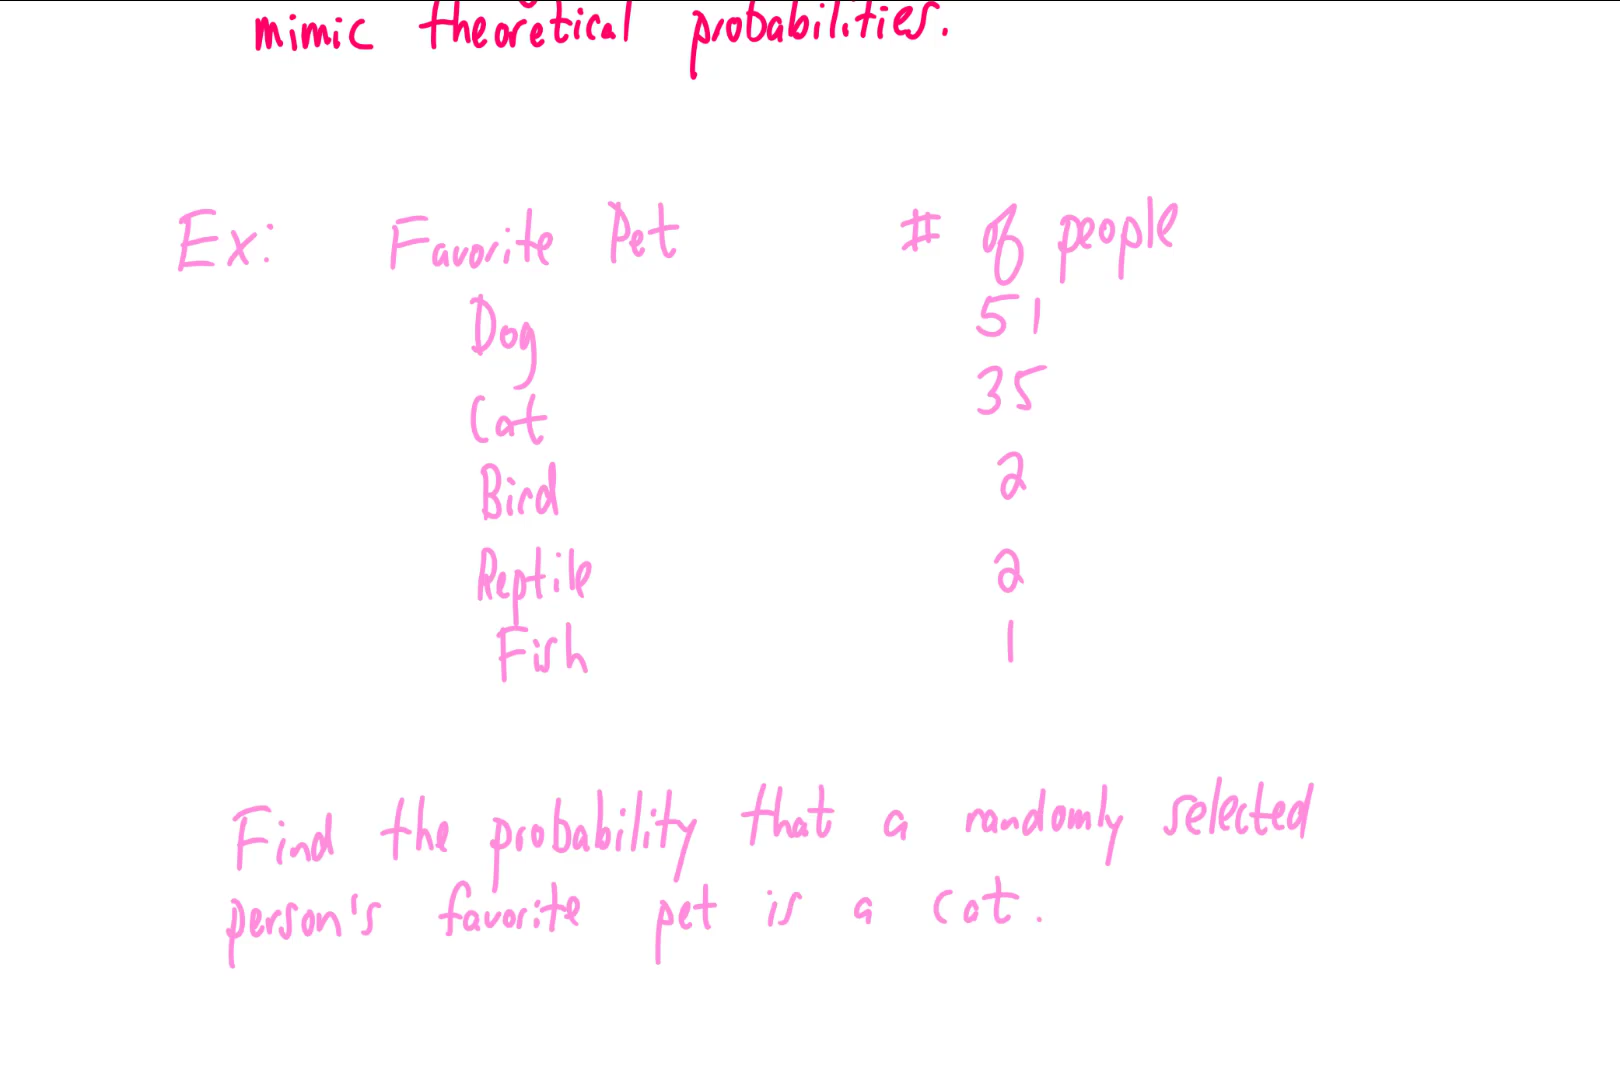 mimic theoretical probabilities.
Ex: Favorite Pet # of people
Dog 51
Cat 35
Bird 2
Reptile 2
Fish 1
Find the probability that a randomly selected
person's favorite pet is a cat.